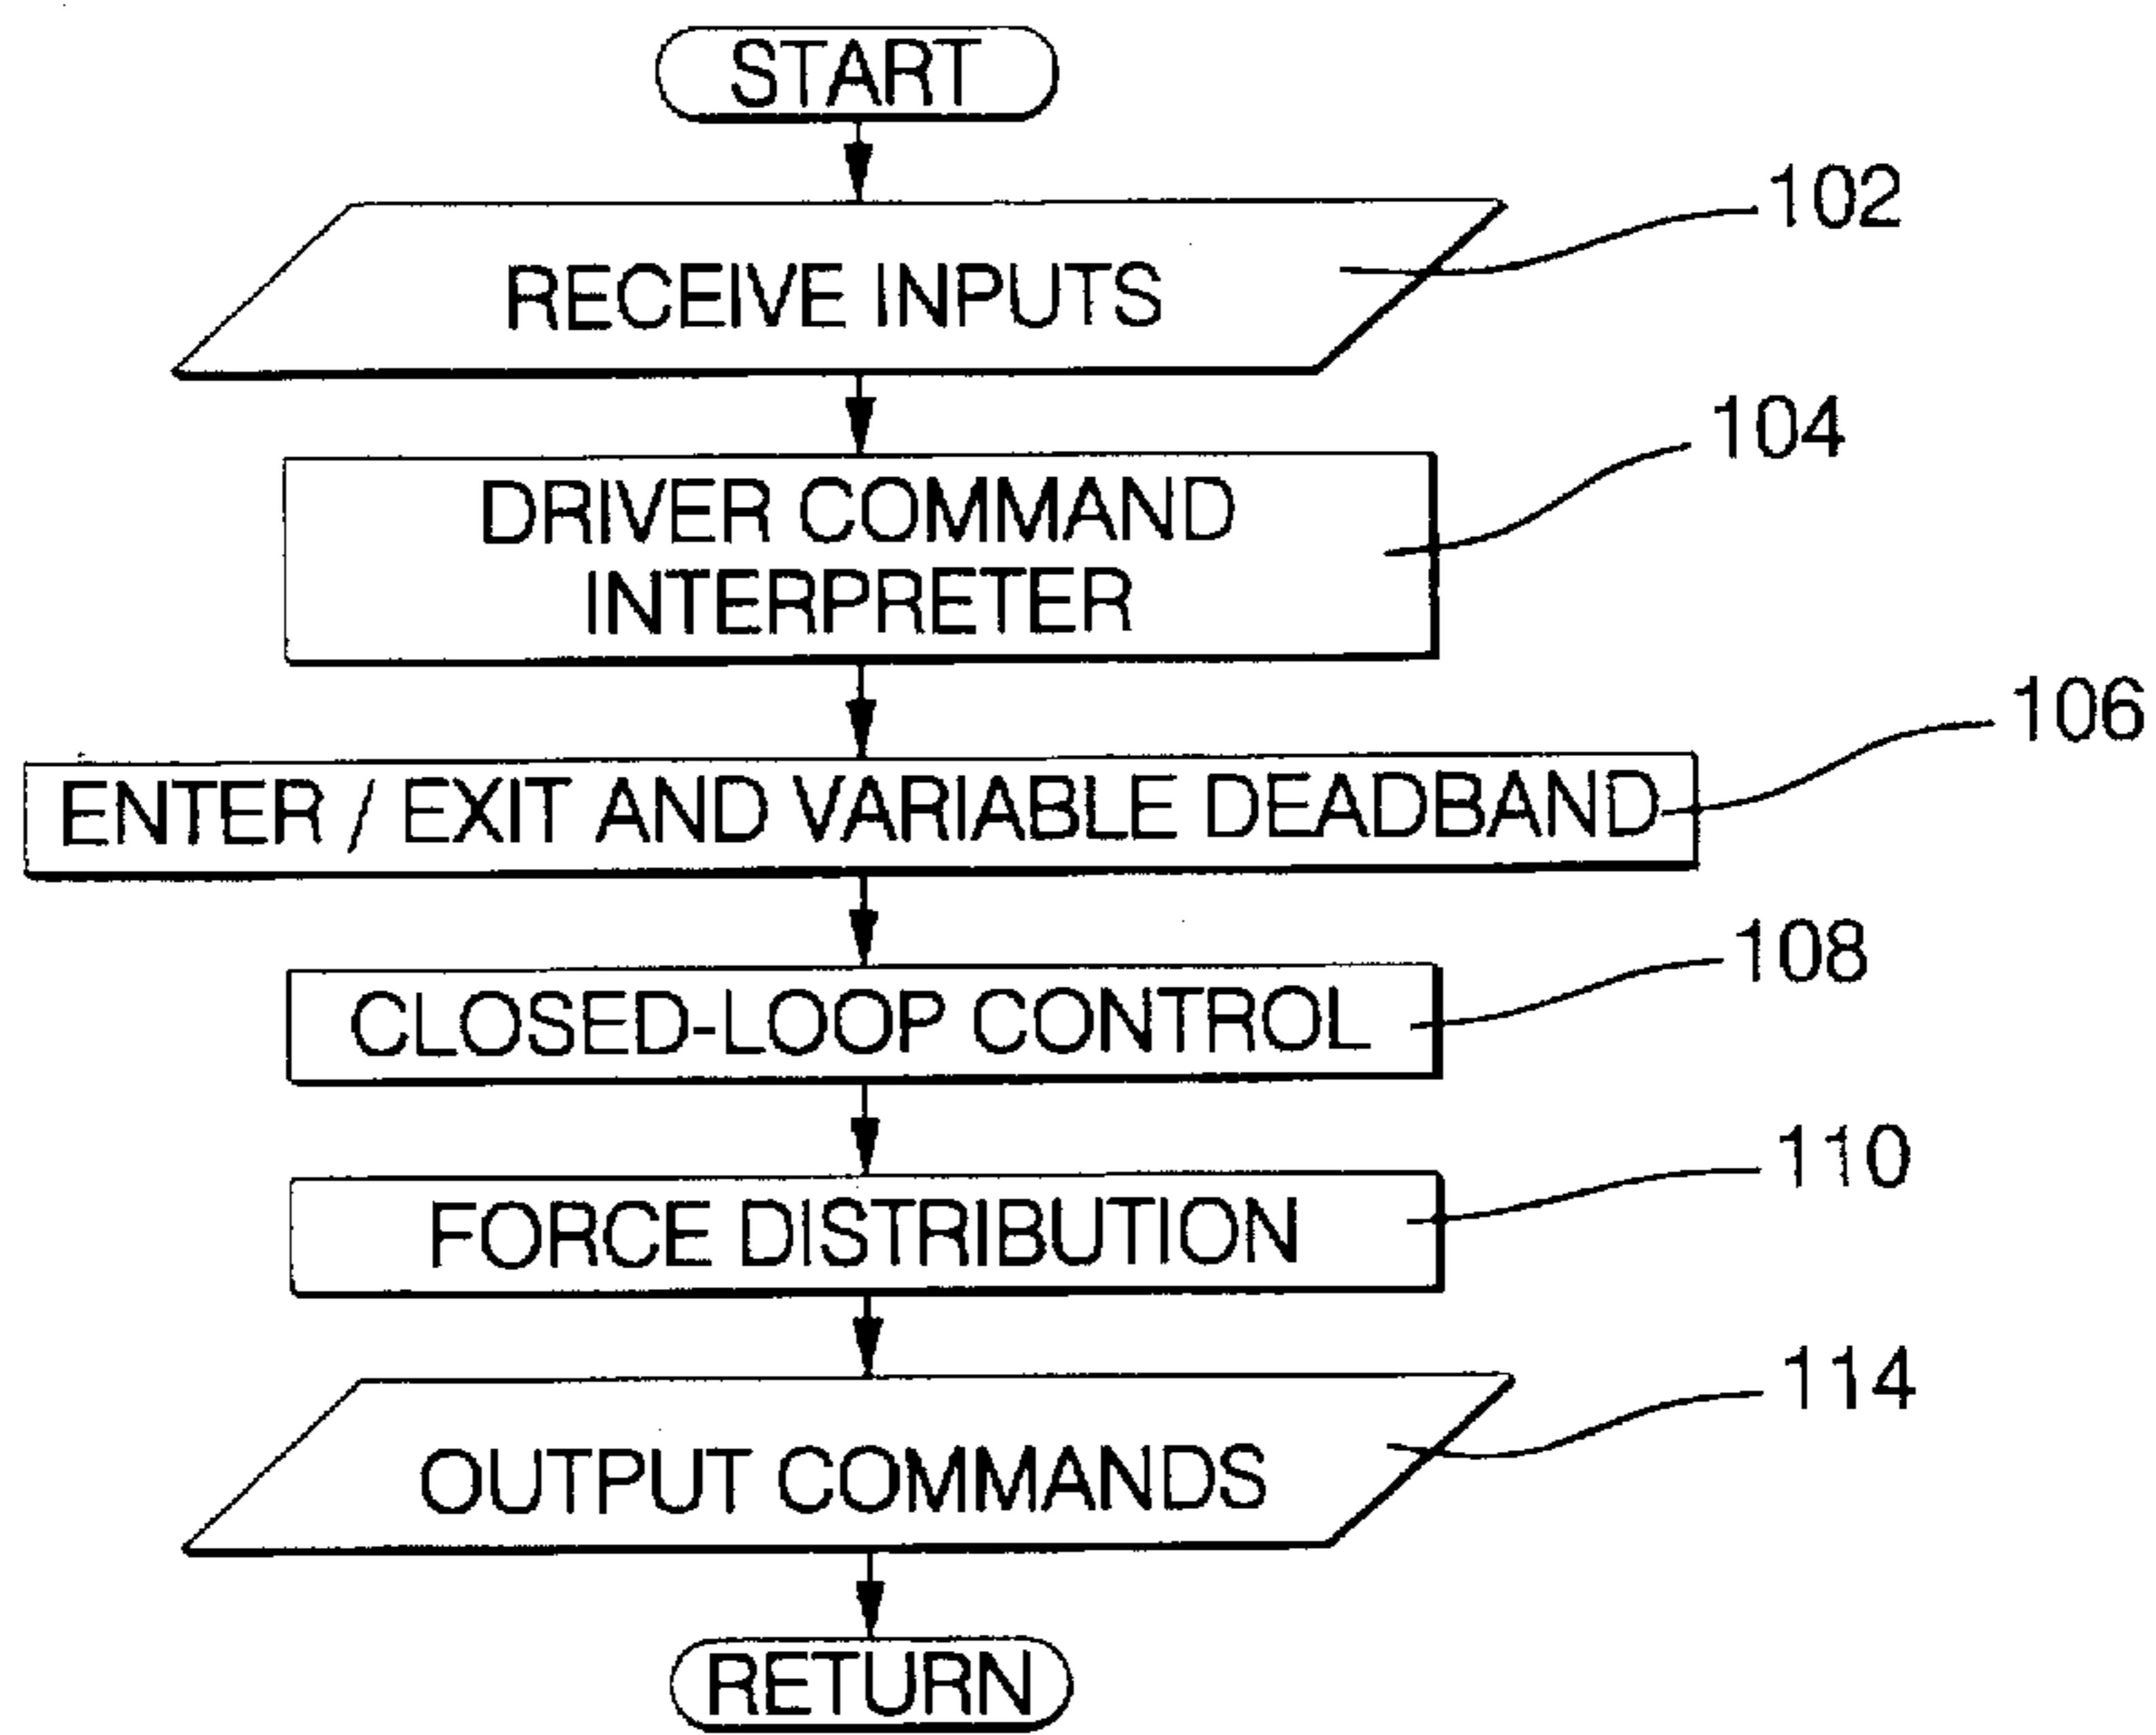 START
RECEIVE INPUTS
102
DRIVER COMMAND
INTERPRETER
104
ENTER / EXIT AND VARIABLE DEADBAND
106
CLOSED-LOOP CONTROL
108
FORCE DISTRIBUTION
110
OUTPUT COMMANDS
114
RETURN